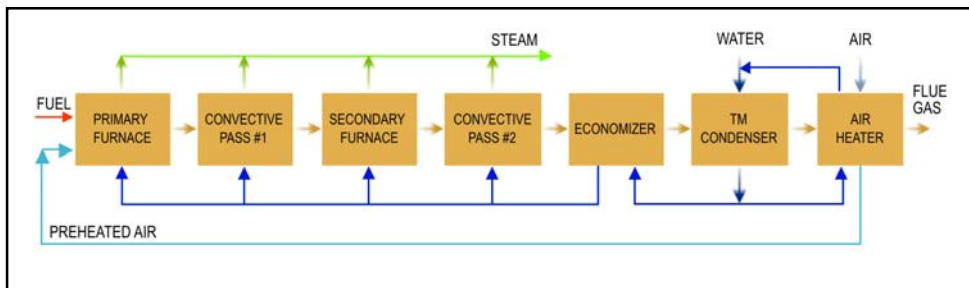 STEAM
WATER
AIR
FUEL
PRIMARY
FURNACE
CONVECTIVE
PASS #1
SECONDARY
FURNACE
CONVECTIVE
PASS #2
ECONOMIZER
TM
CONDENSER
AIR
HEATER
FLUE
GAS
PREHEATED AIR